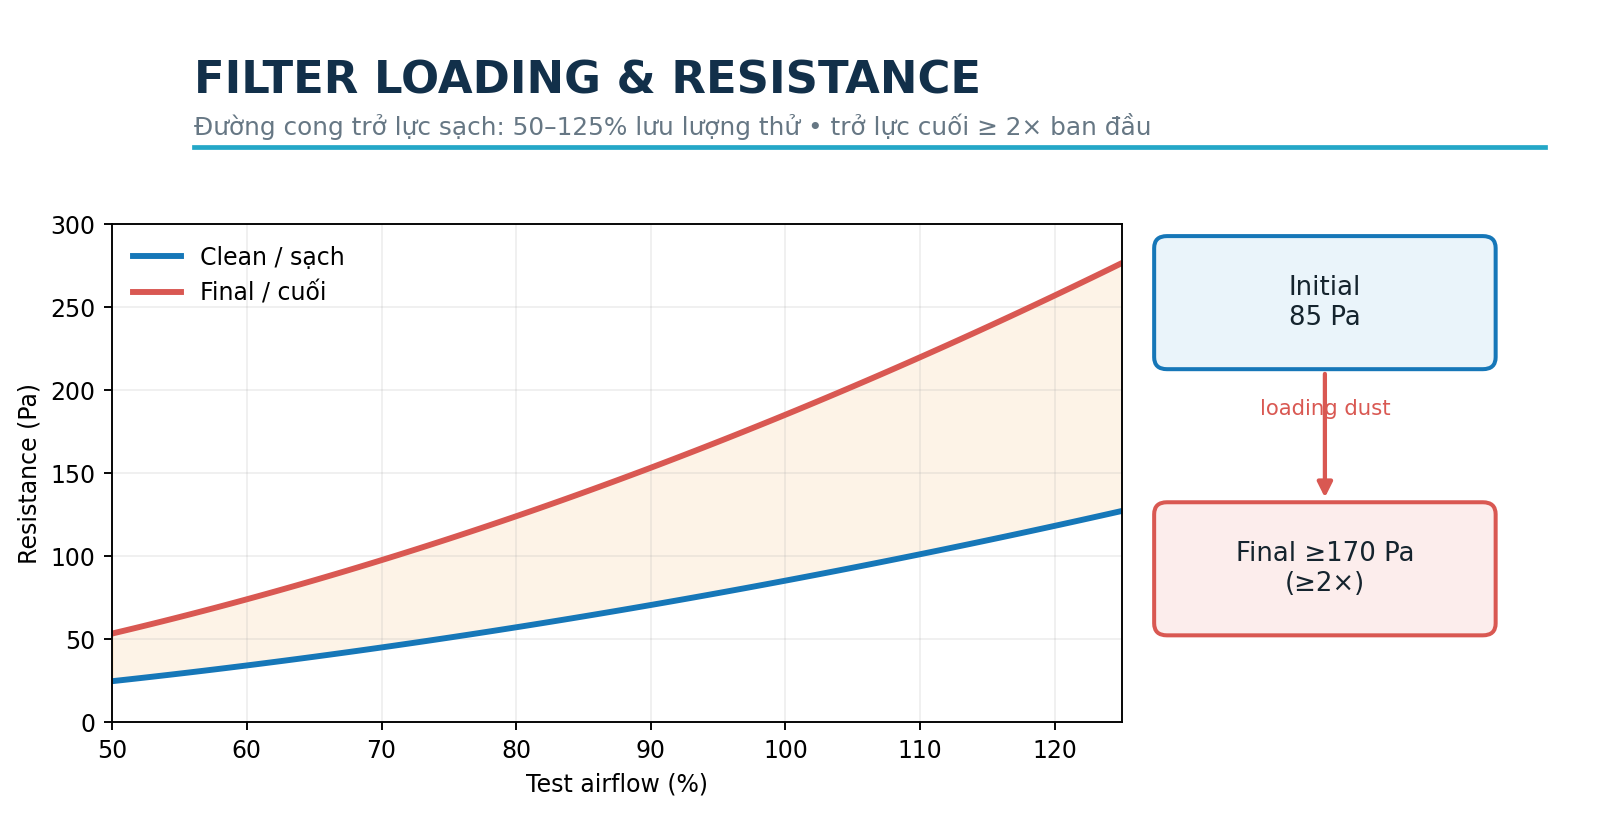 FILTER LOADING & RESISTANCE
Đường cong trở lực sạch: 50–125% lưu lượng thử • trở lực cuối ≥ 2× ban đầu
Clean / sạch
Final / cuối
300
250
200
150
100
50
0
Resistance (Pa)
50 60 70 80 90 100 110 120
Test airflow (%)
Initial
85 Pa
loading dust
Final ≥170 Pa
(≥2×)